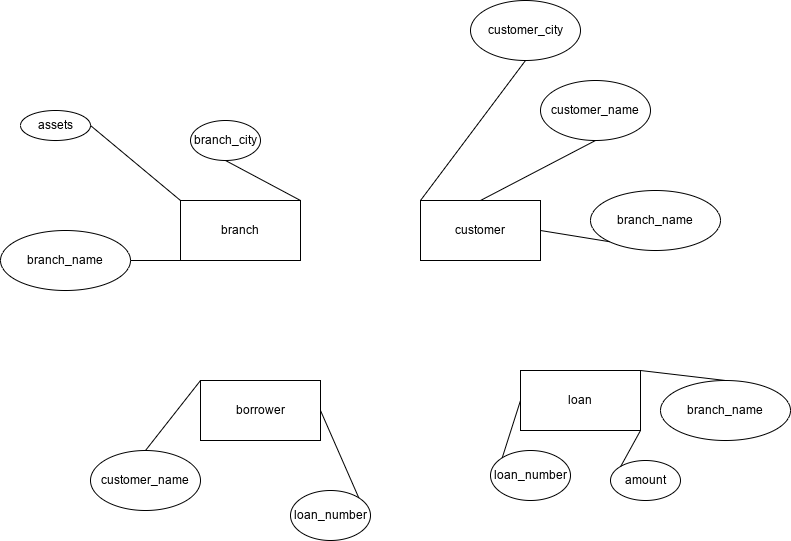 customer_city
customer_name
assets
branch_city
branch
customer
branch_name
branch_name
borrower
loan
branch_name
customer_name
loan_number
amount
loan_number